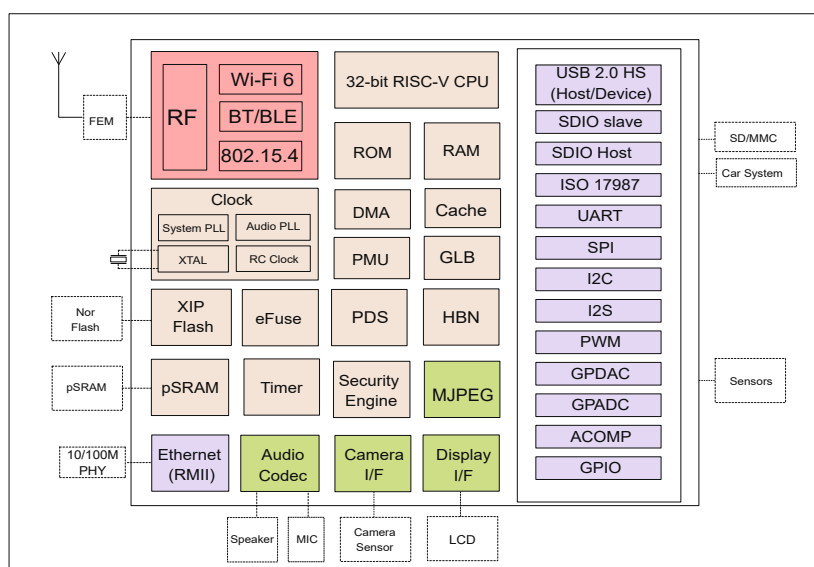 FEM
RF
Wi-Fi 6
BT/BLE
802.15.4
32-bit RISC-V CPU
ROM
RAM
Clock
System PLL
Audio PLL
XTAL
RC Clock
DMA
Cache
PMU
GLB
Nor
Flash
XIP
Flash
eFuse
PDS
HBN
pSRAM
pSRAM
Timer
Security
Engine
MJPEG
10/100M
PHY
Ethernet
(RMII)
Audio
Codec
Camera
I/F
Display
I/F
Speaker
MIC
Camera
Sensor
LCD
USB 2.0 HS
(Host/Device)
SDIO slave
SDIO Host
ISO 17987
UART
SPI
I2C
I2S
PWM
GPDAC
GPADC
ACOMP
GPIO
SD/MMC
Car System
Sensors